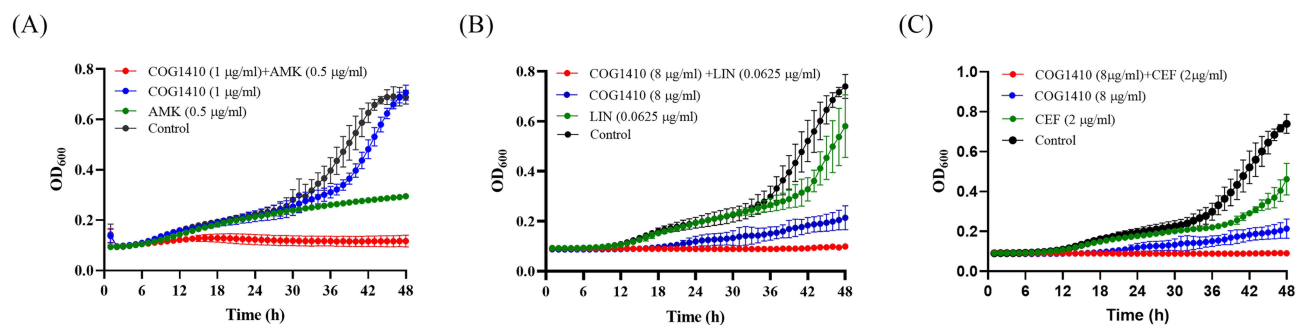 (A)
COG1410 (1 μg/ml)+AMK (0.5 μg/ml)
COG1410 (1 μg/ml)
AMK (0.5 μg/ml)
Control
OD600
0.8
0.6
0.4
0.2
0.0
0 6 12 18 24 30 36 42 48
Time (h)
(B)
COG1410 (8 μg/ml) +LIN (0.0625 μg/ml)
COG1410 (8 μg/ml)
LIN (0.0625 μg/ml)
Control
OD600
0.8
0.6
0.4
0.2
0.0
0 6 12 18 24 30 36 42 48
Time (h)
(C)
COG1410 (8μg/ml)+CEF (2μg/ml)
COG1410 (8 μg/ml)
CEF (2 μg/ml)
Control
OD600
1.0
0.8
0.6
0.4
0.2
0.0
0 6 12 18 24 30 36 42 48
Time (h)